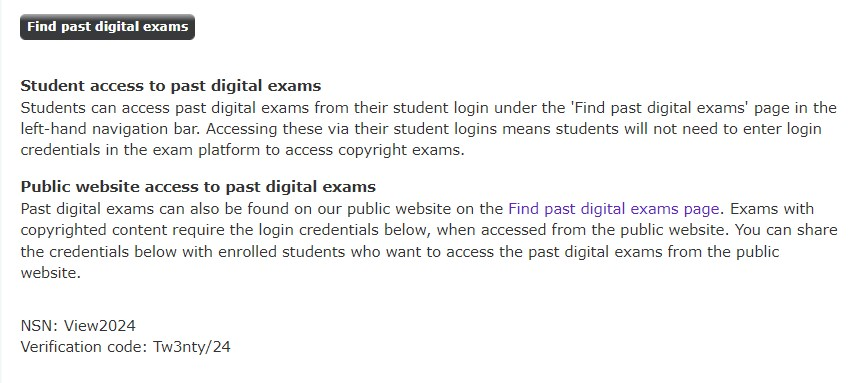 Find past digital exams
Student access to past digital exams
Students can access past digital exams from their student login under the 'Find past digital exams' page in the
left-hand navigation bar. Accessing these via their student logins means students will not need to enter login
credentials in the exam platform to access copyright exams.
Public website access to past digital exams
Past digital exams can also be found on our public website on the Find past digital exams page. Exams with
copyrighted content require the login credentials below, when accessed from the public website. You can share
the credentials below with enrolled students who want to access the past digital exams from the public
website.
NSN: View2024
Verification code: Tw3nty/24